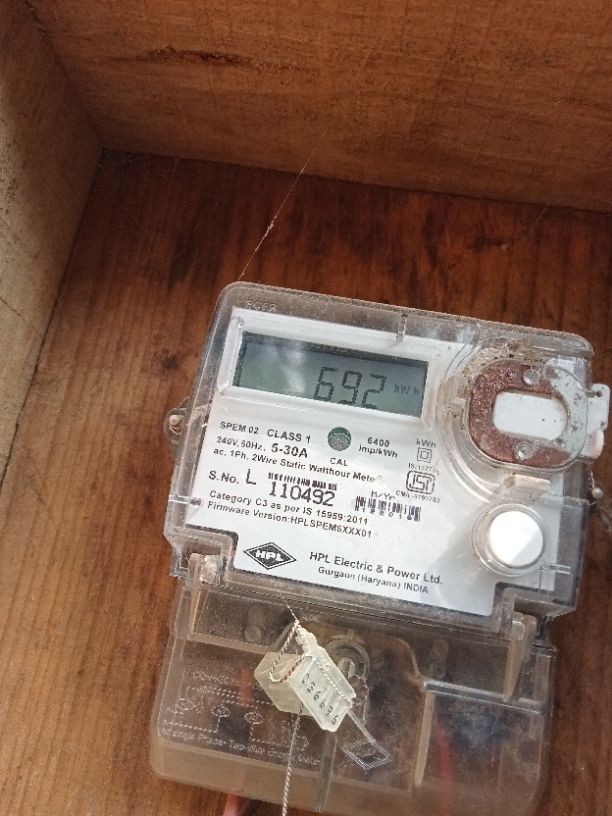 692 kWh
SPEM 02 CLASS 1
240V, 50Hz, 5-30A
CAL
6400
imp/kWh
kWh
ac. 1Ph. 2Wire Static Watthour Meter
S.No. L 110492
M/Yr.
ISI
Category C3 as per IS 15959:2011
Firmware Version:HPLSPEM6XXX01
HPL
HPL Electric & Power Ltd.
Gurgaon (Haryana) INDIA